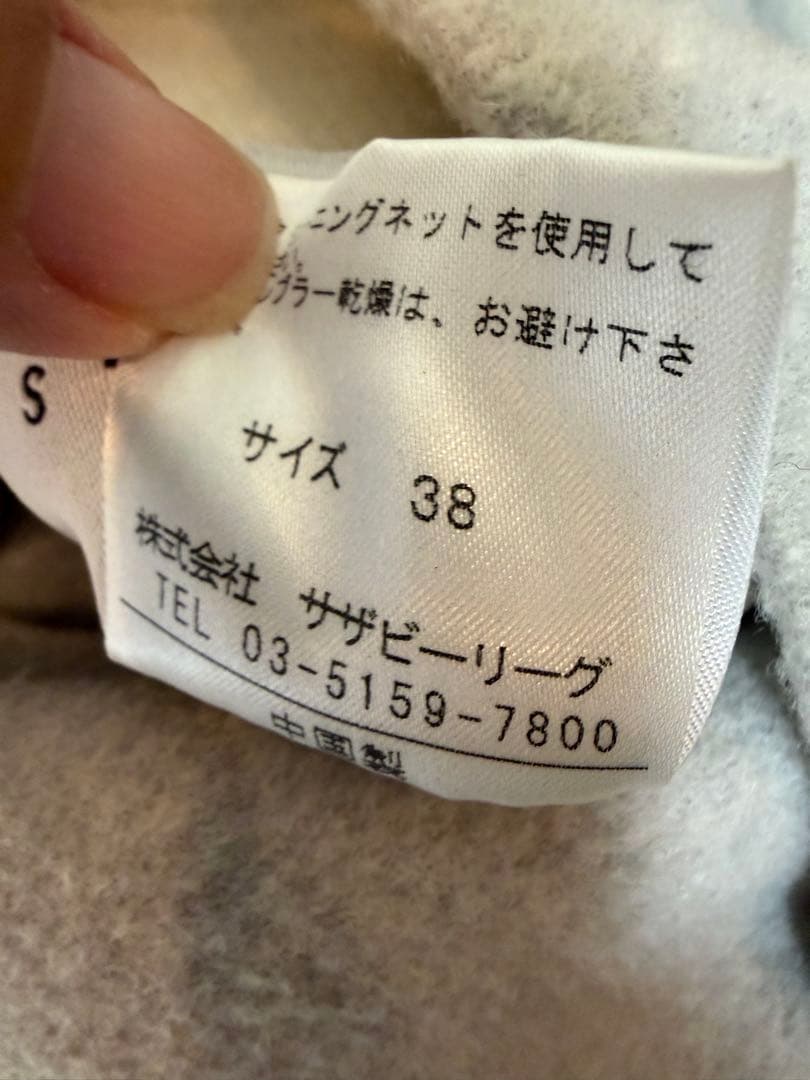 ニングネットを使用して
ンブラー乾燥は、お避け下さ
S
サイズ 38
株式会社 サザビーリーグ
TEL 03-5159-7800
中国製